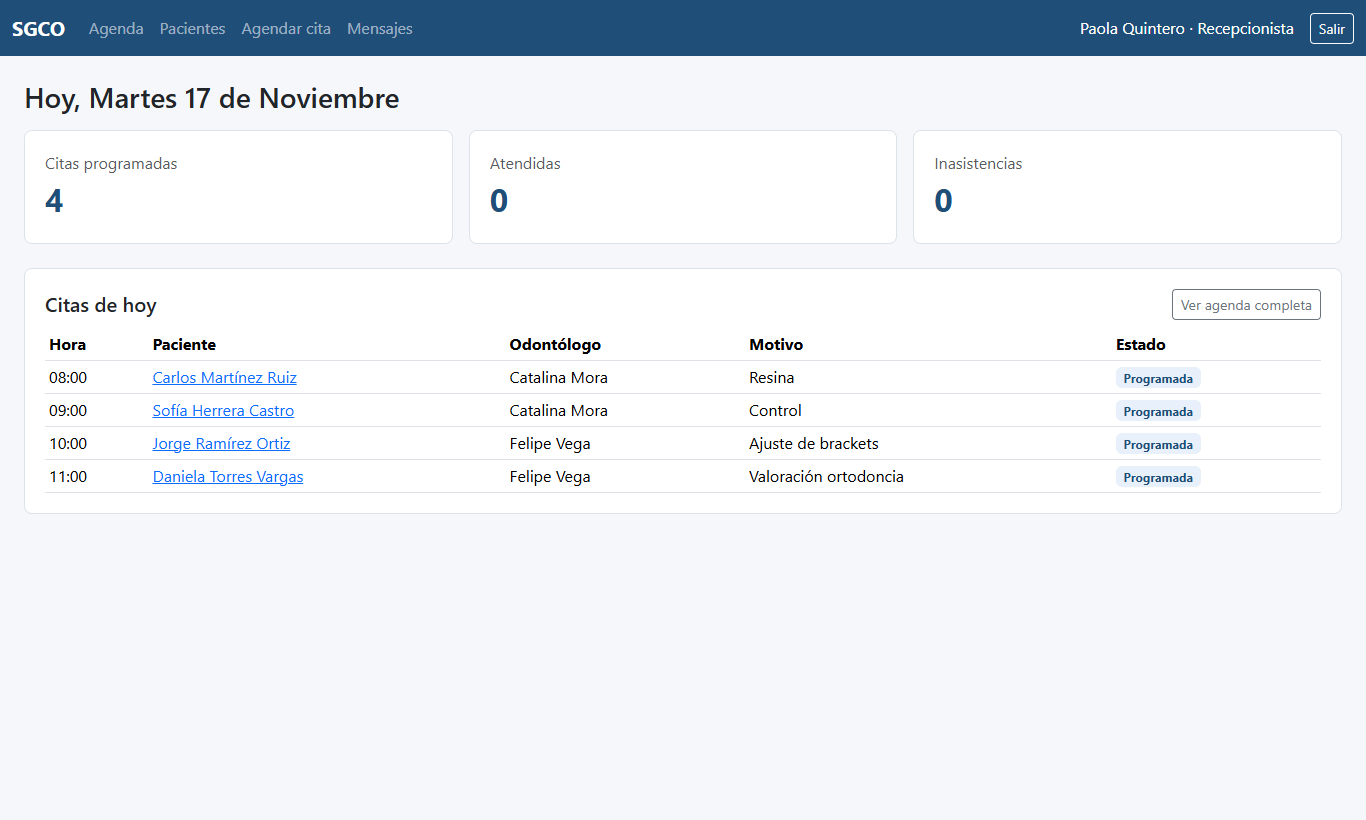 SGCO Agenda Pacientes Agendar cita Mensajes Paola Quintero · Recepcionista Salir
Hoy, Martes 17 de Noviembre
Citas programadas Atendidas Inasistencias
4 0 0
Citas de hoy Ver agenda completa
Hora Paciente Odontólogo Motivo Estado
08:00 Carlos Martínez Ruiz Catalina Mora Resina Programada
09:00 Sofía Herrera Castro Catalina Mora Control Programada
10:00 Jorge Ramírez Ortiz Felipe Vega Ajuste de brackets Programada
11:00 Daniela Torres Vargas Felipe Vega Valoración ortodoncia Programada